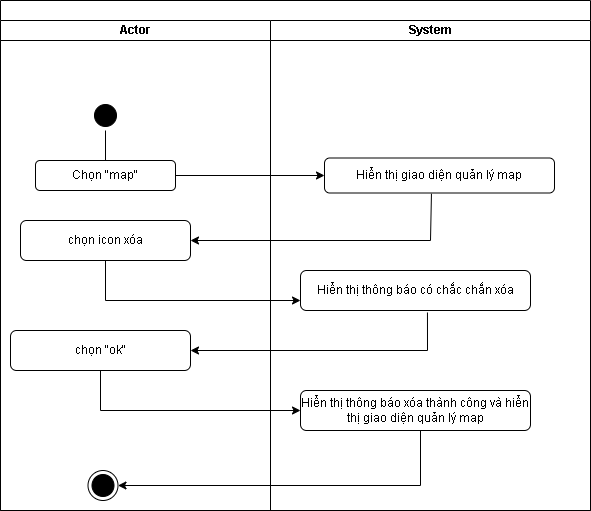 Actor
System
Chọn "map"
Hiển thị giao diện quản lý map
chọn icon xóa
Hiển thị thông báo có chắc chắn xóa
chọn "ok"
Hiển thị thông báo xóa thành công và hiển
thị giao diện quản lý map